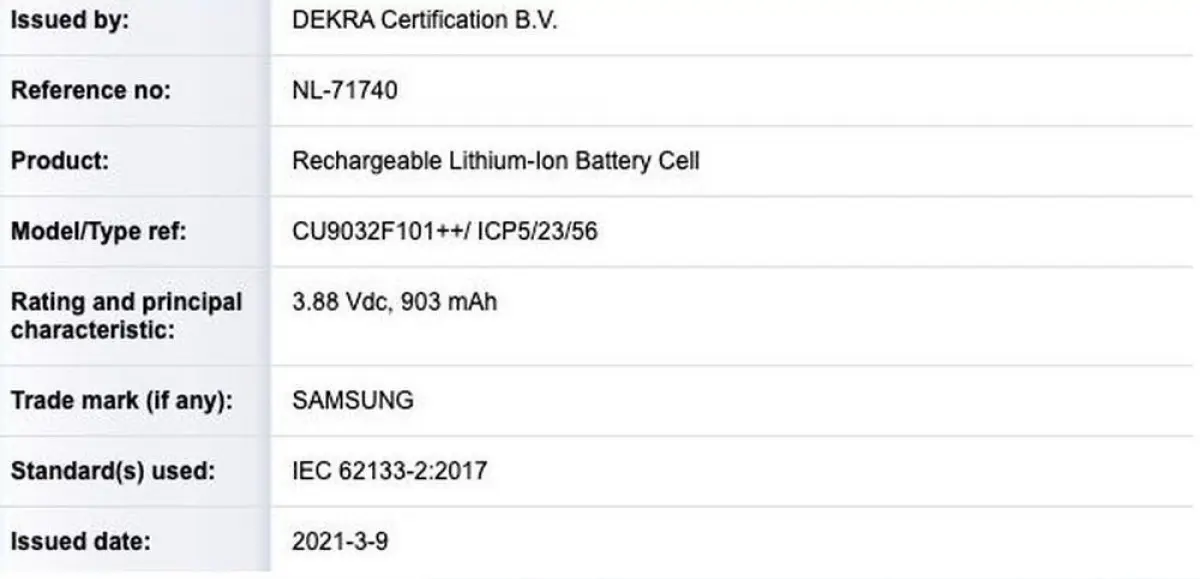 Issued by: DEKRA Certification B.V.
Reference no: NL-71740
Product: Rechargeable Lithium-Ion Battery Cell
Model/Type ref: CU9032F101++/ ICP5/23/56
Rating and principal 3.88 Vdc, 903 mAh
characteristic:
Trade mark (if any): SAMSUNG
Standard(s) used: IEC 62133-2:2017
Issued date: 2021-3-9